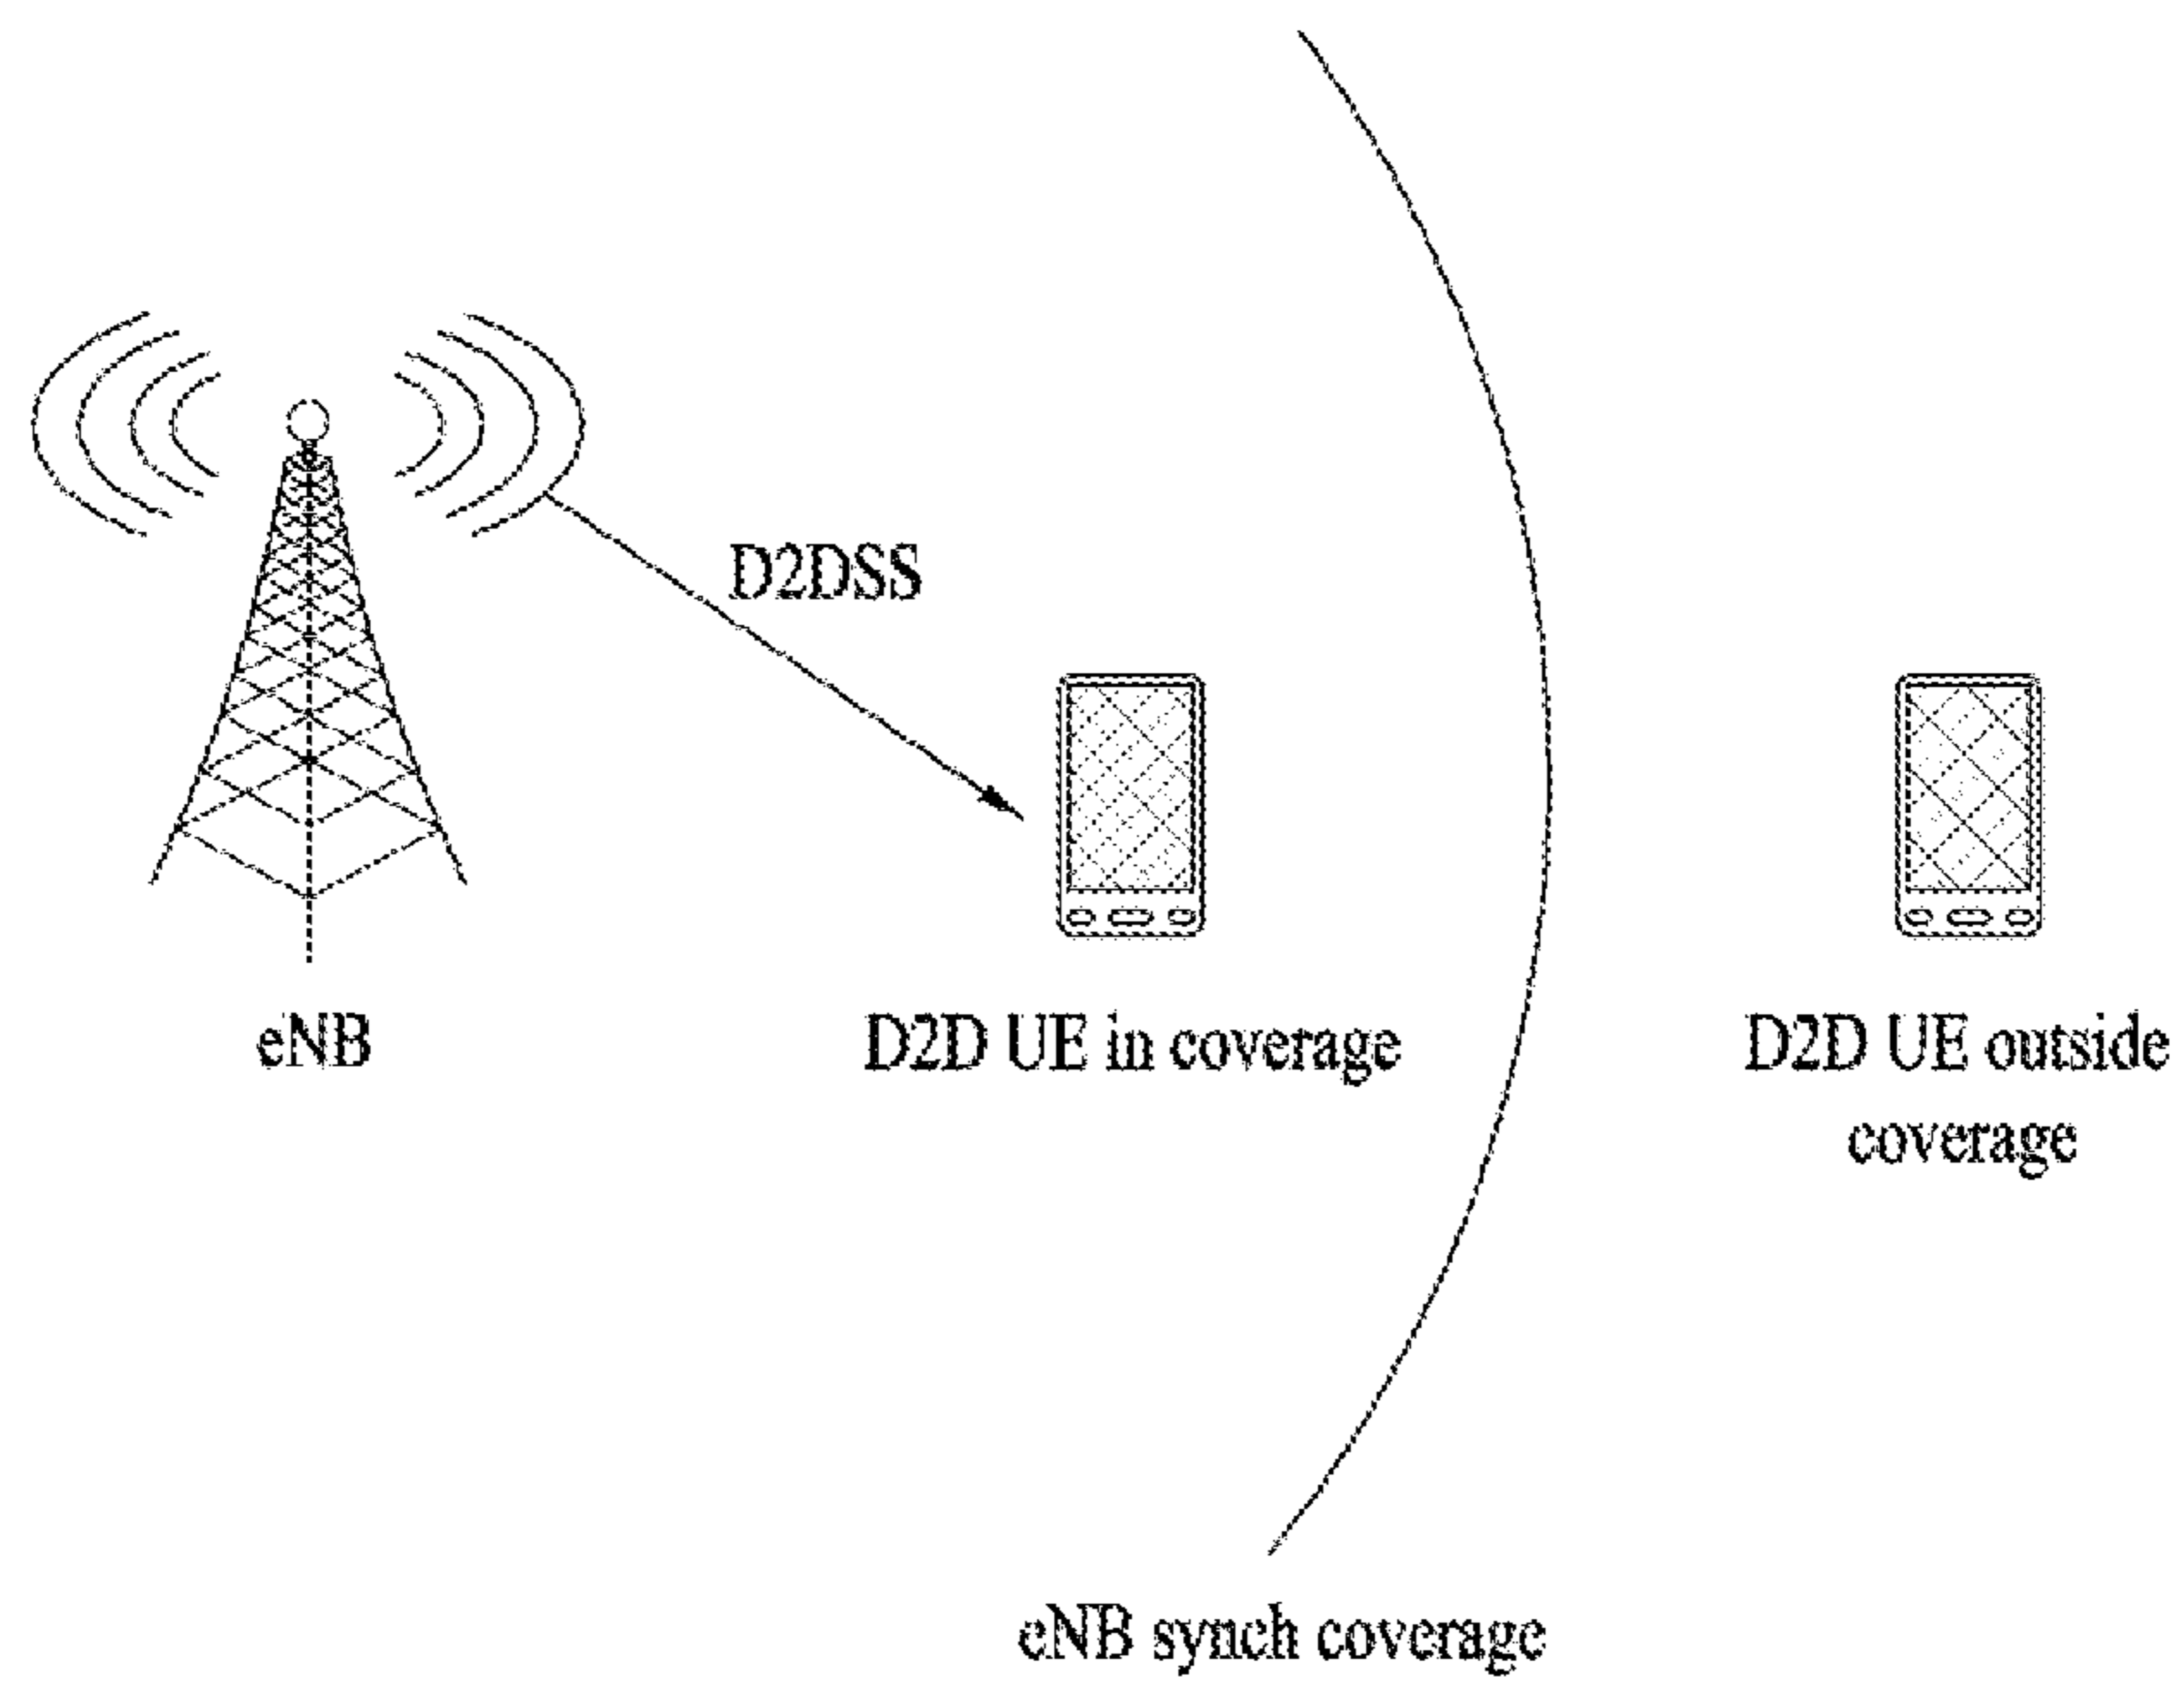 D2DSS
eNB
D2D UE in coverage
D2D UE outside
coverage
eNB synch coverage